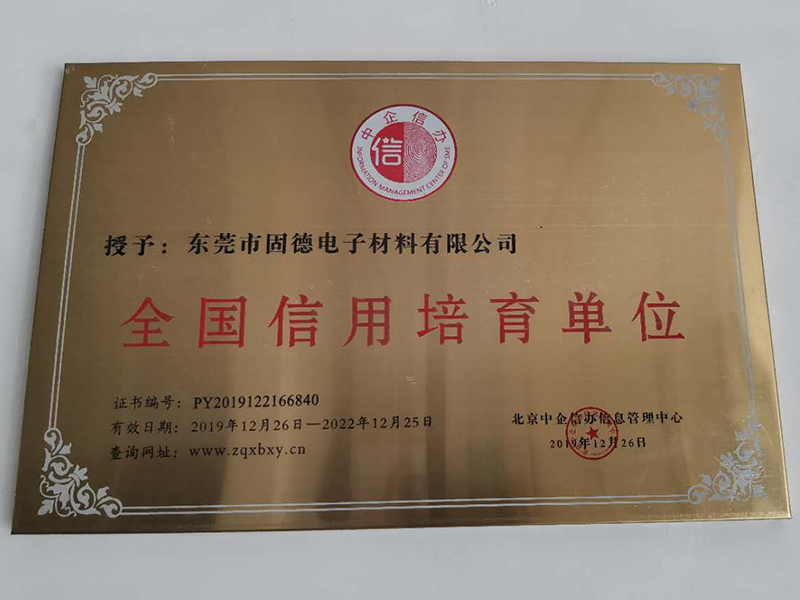 中企信办
信
INFORMATION MANAGEMENT CENTER OF SME
授予：东莞市固德电子材料有限公司
全国信用培育单位
证书编号：PY2019122166840
有效日期：2019年12月26日—2022年12月25日
查询网址：www.zqxbxy.cn
北京中企信办信息管理中心
2019年12月26日